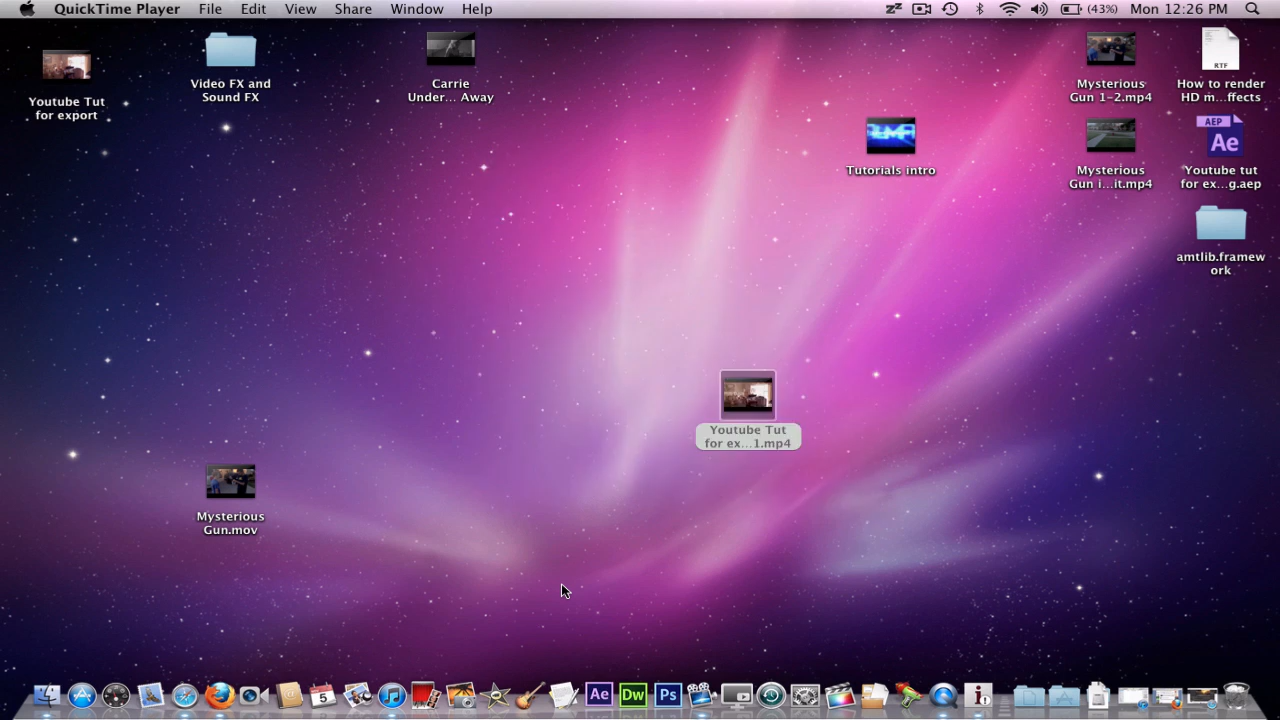 QuickTime Player File Edit View Share Window Help (43%) Mon 12:26 PM
Youtube Tut
for export
Video FX and
Sound FX
Carrie
Under... Away
Tutorials intro
Mysterious
Gun 1-2.mp4
RTF
How to render
HD m...ffects
Mysterious
Gun i...it.mp4
AEP
Ae
Youtube tut
for ex...g.aep
amtlib.framew
ork
Youtube Tut
for ex...1.mp4
Mysterious
Gun.mov
5
Ae Dw Ps